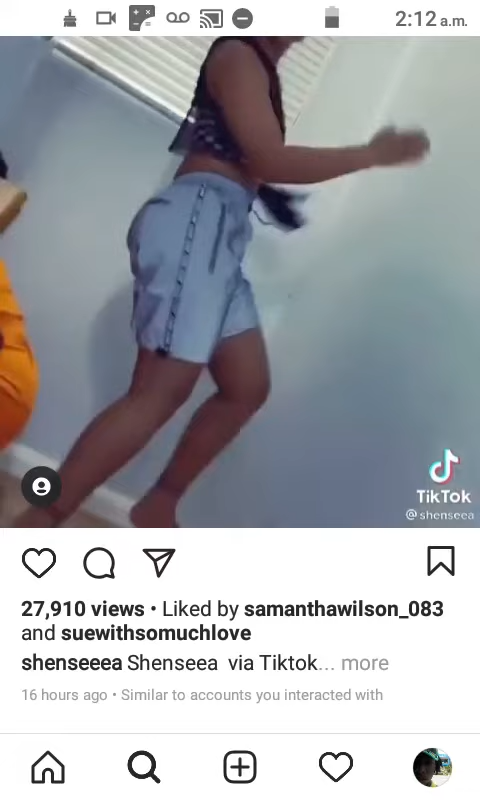 2:12 a.m.
TikTok
@shenseea
27,910 views • Liked by samanthawilson_083
and suewithsomuchlove
shenseeea Shenseea via Tiktok... more
16 hours ago • Similar to accounts you interacted with